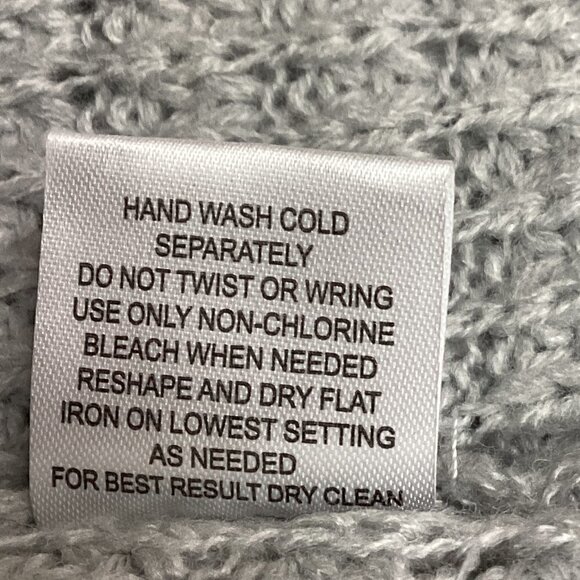 HAND WASH COLD
SEPARATELY
DO NOT TWIST OR WRING
USE ONLY NON-CHLORINE
BLEACH WHEN NEEDED
RESHAPE AND DRY FLAT
IRON ON LOWEST SETTING
AS NEEDED
FOR BEST RESULT DRY CLEAN